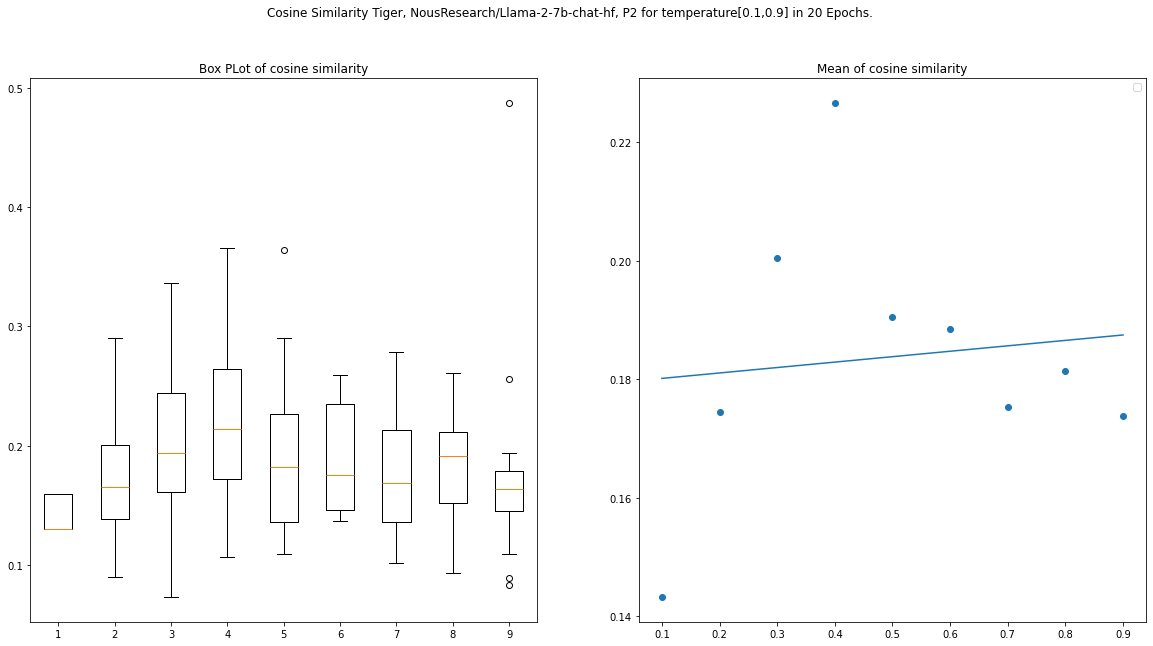 Cosine Similarity Tiger, NousResearch/Llama-2-7b-chat-hf, P2 for temperature[0.1,0.9] in 20 Epochs.
Box PLot of cosine similarity
0.5
0.4
0.3
0.2
0.1
1 2 3 4 5 6 7 8 9
Mean of cosine similarity
0.22
0.20
0.18
0.16
0.14
0.1 0.2 0.3 0.4 0.5 0.6 0.7 0.8 0.9